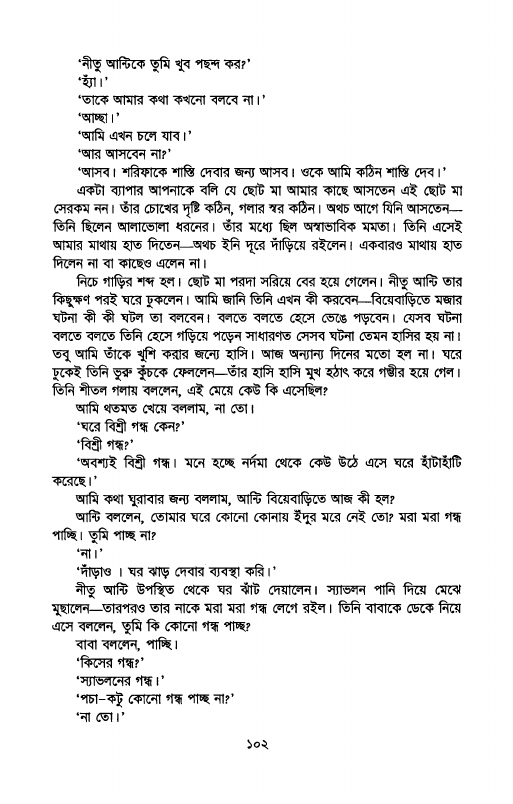 ‘নীতু আন্টিকে তুমি খুব পছন্দ কর?’
‘হ্যাঁ।’
‘তাকে আমার কথা কখনো বলবে না।’
‘আচ্ছা।’
‘আমি এখন চলে যাব।’
‘আর আসবেন না?’
‘আসব। শরিফাকে শাস্তি দেবার জন্য আসব। ওকে আমি কঠিন শাস্তি দেব।’
একটা ব্যাপার আপনাকে বলি যে ছোট মা আমার কাছে আসতেন এই ছোট মা
সেরকম নন। তাঁর চোখের দৃষ্টি কঠিন, গলার স্বর কঠিন। অথচ আগে যিনি আসতেন—
তিনি ছিলেন আলাভোলা ধরনের। তাঁর মধ্যে ছিল অস্বাভাবিক মমতা। তিনি এসেই
আমার মাথায় হাত দিতেন—অথচ ইনি দূরে দাঁড়িয়ে রইলেন। একবারও মাথায় হাত
দিলেন না বা কাছেও এলেন না।
নিচে গাড়ির শব্দ হল। ছোট মা পরদা সরিয়ে বের হয়ে গেলেন। নীতু আন্টি তার
কিছুক্ষণ পরই ঘরে ঢুকলেন। আমি জানি তিনি এখন কী করবেন—বিয়েবাড়িতে মজার
ঘটনা কী কী ঘটল তা বলবেন। বলতে বলতে হেসে ভেঙে পড়বেন। যেসব ঘটনা
বলতে বলতে তিনি হেসে গড়িয়ে পড়েন সাধারণত সেসব ঘটনা তেমন হাসির হয় না।
তবু আমি তাঁকে খুশি করার জন্যে হাসি। আজ অন্যান্য দিনের মতো হল না। ঘরে
ঢুকেই তিনি ভুরু কুঁচকে ফেললেন—তাঁর হাসি হাসি মুখ হঠাৎ করে গম্ভীর হয়ে গেল।
তিনি শীতল গলায় বললেন, এই মেয়ে কেউ কি এসেছিল?
আমি থতমত খেয়ে বললাম, না তো।
‘ঘরে বিশ্রী গন্ধ কেন?’
‘বিশ্রী গন্ধ?’
‘অবশ্যই বিশ্রী গন্ধ। মনে হচ্ছে নর্দমা থেকে কেউ উঠে এসে ঘরে হাঁটাহাঁটি
করেছে।’
আমি কথা ঘুরাবার জন্য বললাম, আন্টি বিয়েবাড়িতে আজ কী হল?
আন্টি বললেন, তোমার ঘরে কোনো কোনায় ইঁদুর মরে নেই তো? মরা মরা গন্ধ
পাচ্ছি। তুমি পাচ্ছ না?
‘না।’
‘দাঁড়াও । ঘর ঝাড় দেবার ব্যবস্থা করি।’
নীতু আন্টি উপস্থিত থেকে ঘর ঝাঁট দেয়ালেন। স্যাভলন পানি দিয়ে মেঝে
মুছালেন—তারপরও তার নাকে মরা মরা গন্ধ লেগে রইল। তিনি বাবাকে ডেকে নিয়ে
এসে বললেন, তুমি কি কোনো গন্ধ পাচ্ছ?
বাবা বললেন, পাচ্ছি।
‘কিসের গন্ধ?’
‘স্যাভলনের গন্ধ।’
‘পচা-কটু কোনো গন্ধ পাচ্ছ না?’
‘না তো।’
১০২